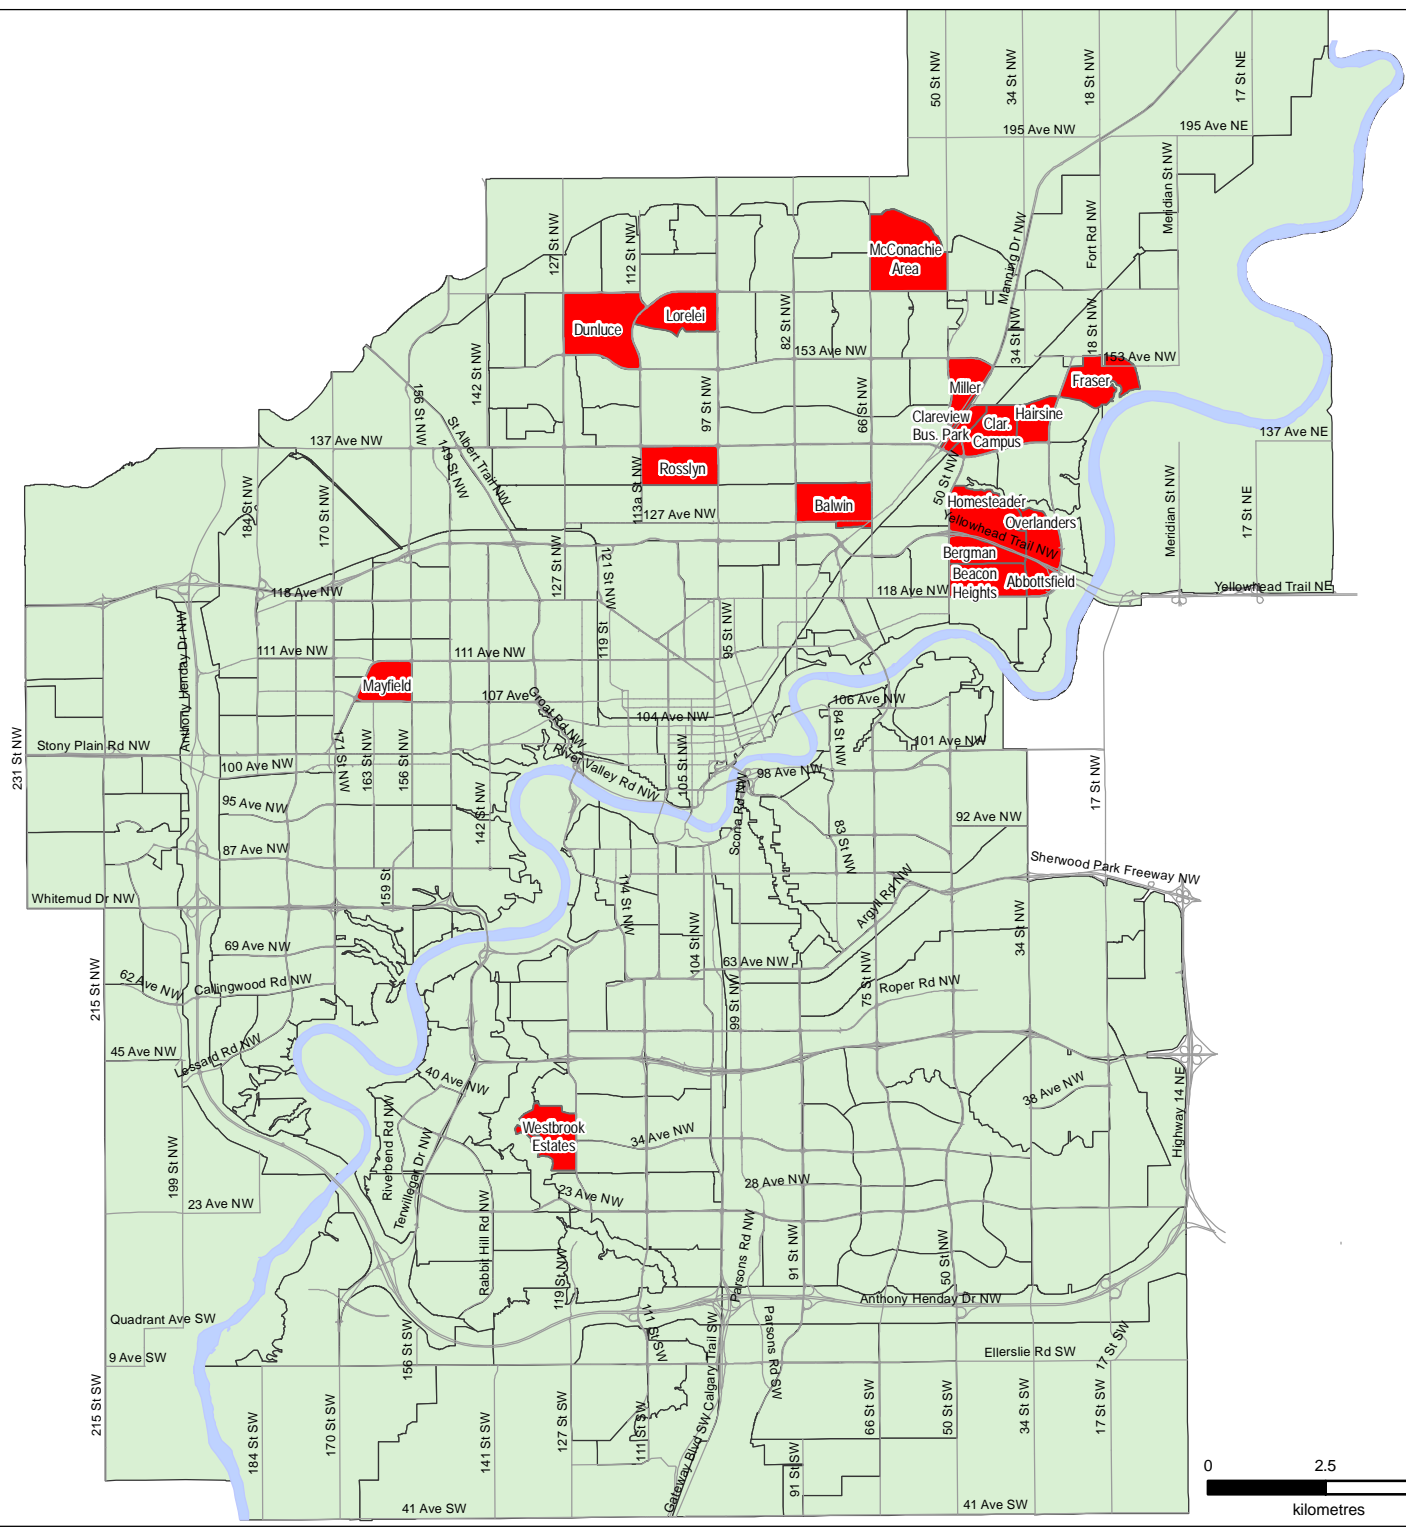 50 St NW
34 St NW
18 St NW
17 St NE
195 Ave NW
195 Ave NE
Meridian St NW
127 St NW
112 St NW
McConachie
Area
Manning Dr NW
Fort Rd NW
Dunluce
Lorelei
82 St NW
34 St NW
18 St NW
142 St NW
153 Ave NW
153 Ave NW
156 St NW
97 St NW
66 St NW
Miller
Fraser
St Albert Trail NW
Clareview
Bus. Park
Clar.
Campus
Hairsine
137 Ave NW
137 Ave NE
149 St NW
184 St NW
170 St NW
113a St NW
Rosslyn
50 St NW
Balwin
127 Ave NW
Homesteader
Overlanders
Yellowhead Trail NW
Meridian St NW
17 St NE
Bergman
Beacon
Heights
Abbottsfield
127 St NW
121 St NW
118 Ave NW
118 Ave NW
Yellowhead Trail NE
Anthony Henday Dr NW
111 Ave NW
111 Ave NW
119 St NW
95 St NW
Mayfield
107 Ave
Groat Rd NW
104 Ave NW
106 Ave NW
84 St NW
101 Ave NW
231 St NW
Stony Plain Rd NW
100 Ave NW
171 St NW
163 St NW
156 St NW
River Valley Rd NW
105 St NW
98 Ave NW
17 St NW
95 Ave NW
142 St NW
Scona Rd NW
83 St NW
92 Ave NW
87 Ave NW
159 St
114 St NW
Argyll Rd NW
Sherwood Park Freeway NW
Whitemud Dr NW
69 Ave NW
104 St NW
63 Ave NW
34 St NW
215 St NW
62 Ave NW
Callingwood Rd NW
99 St NW
75 St NW
Roper Rd NW
45 Ave NW
Lessard Rd NW
40 Ave NW
38 Ave NW
Highway 14 NE
Riverbend Rd NW
Terwillegar Dr NW
Westbrook
Estates
34 Ave NW
199 St NW
23 Ave NW
23 Ave NW
28 Ave NW
Rabbit Hill Rd NW
119 St NW
Parsons Rd NW
91 St NW
50 St NW
Anthony Henday Dr NW
Quadrant Ave SW
9 Ave SW
156 St SW
111 St SW
Calgary Trail SW
Parsons Rd SW
Ellerslie Rd SW
17 St SW
215 St SW
184 St SW
170 St SW
141 St SW
127 St SW
111 St SW
Gateway Blvd SW
91 St SW
66 St SW
50 St SW
34 St SW
17 St SW
41 Ave SW
41 Ave SW
0
2.5
kilometres